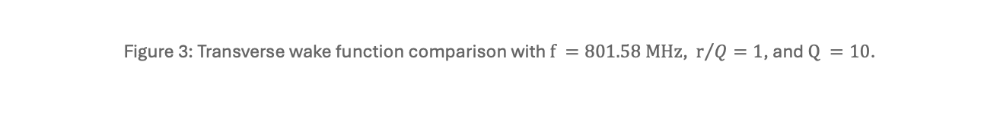 Figure 3: Transverse wake function comparison with f = 801.58 MHz, r/Q = 1, and Q = 10.